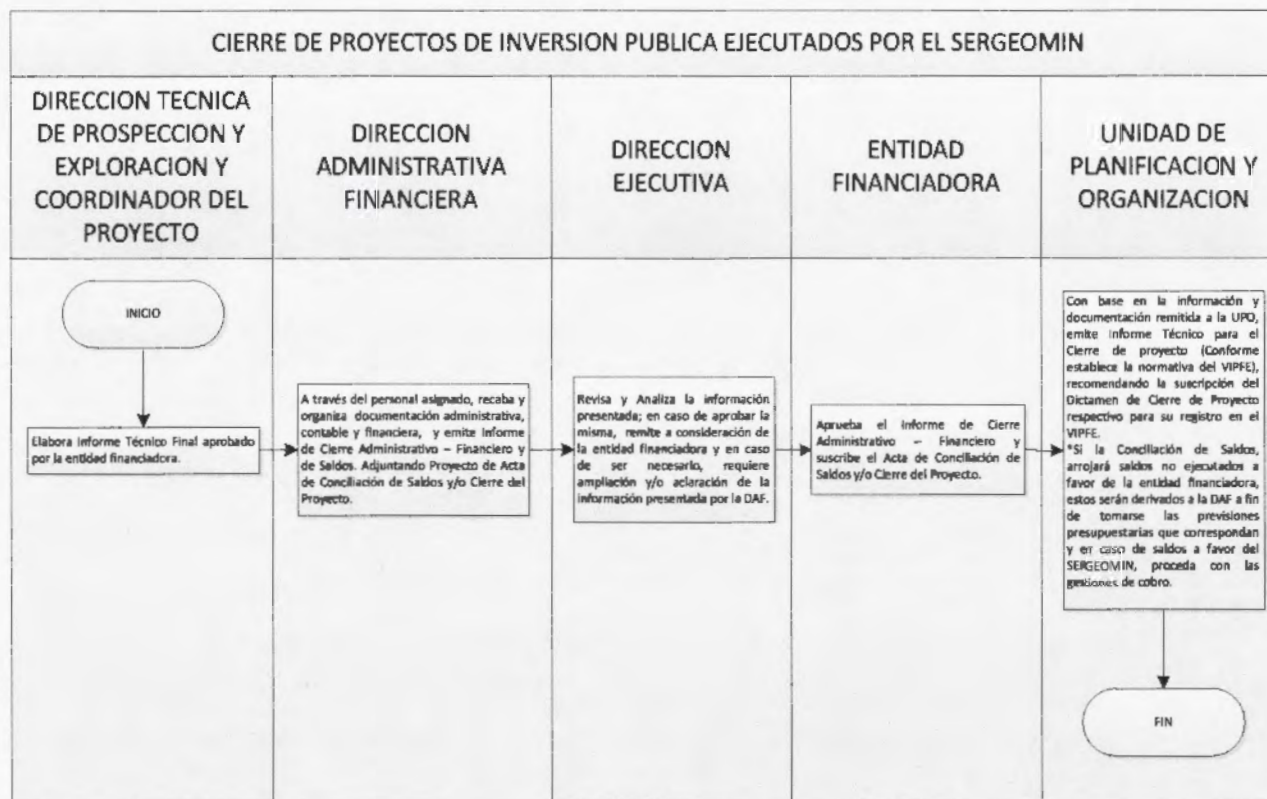 CIERRE DE PROYECTOS DE INVERSION PUBLICA EJECUTADOS POR EL SERGEOMIN
DIRECCION TECNICA
DE PROSPECCION Y
EXPLORACION Y
COORDINADOR DEL
PROYECTO
DIRECCION
ADMINISTRATIVA
FINANCIERA
DIRECCION
EJECUTIVA
ENTIDAD
FINANCIADORA
UNIDAD DE
PLANIFICACION Y
ORGANIZACION
INICIO
Elabora Informe Técnico Final aprobado
por la entidad financiadora.
A través del personal asignado, recaba y
organiza documentación administrativa,
contable y financiera, y emite Informe
de Cierre Administrativo – Financiero y
de Saldos. Adjuntando Proyecto de Acta
de Conciliación de Saldos y/o Cierre del
Proyecto.
Revisa y Analiza la información
presentada; en caso de aprobar la
misma, remite a consideración de
la entidad financiadora y en caso
de ser necesario, requiere
ampliación y/o aclaración de la
información presentada por la DAF.
Aprueba el Informe de Cierre
Administrativo – Financiero y
suscribe el Acta de Conciliación de
Saldos y/o Cierre del Proyecto.
Con base en la información y
documentación remitida a la UPO,
emite Informe Técnico para el
Cierre de proyecto (Conforme
establece la normativa del VIPFE),
recomendando la suscripción del
Dictamen de Cierre de Proyecto
respectivo para su registro en el
VIPFE.
*Si la Conciliación de Saldos,
arrojará saldos no ejecutados a
favor de la entidad financiadora,
estos serán derivados a la DAF a fin
de tomarse las previsiones
presupuestarias que correspondan
y en caso de saldos a favor del
SERGEOMIN, proceda con las
gestiones de cobro.
FIN